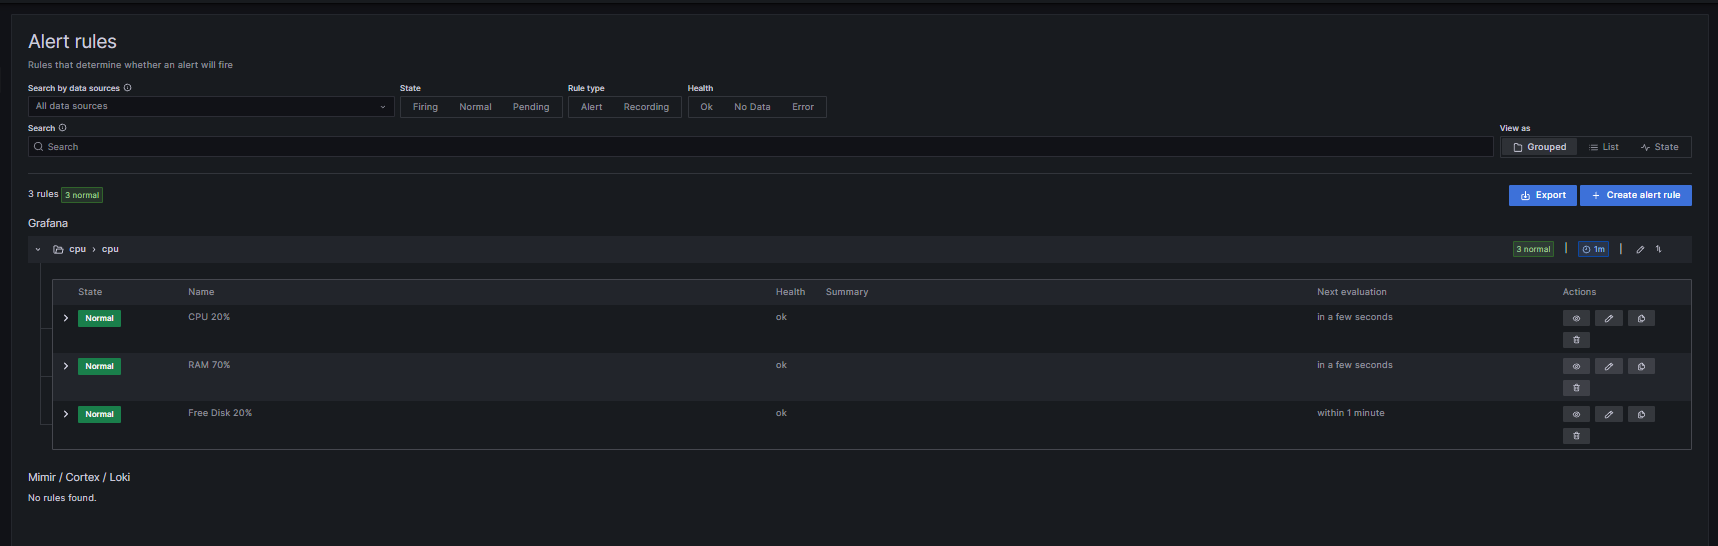 Alert rules
Rules that determine whether an alert will fire
Search by data sources State Rule type Health
All data sources Firing Normal Pending Alert Recording Ok No Data Error
Search View as
Search Grouped List State
3 rules 3 normal Export + Create alert rule
Grafana
cpu › cpu 3 normal | 1m |
State Name Health Summary Next evaluation Actions
Normal CPU 20% ok in a few seconds
Normal RAM 70% ok in a few seconds
Normal Free Disk 20% ok within 1 minute
Mimir / Cortex / Loki
No rules found.